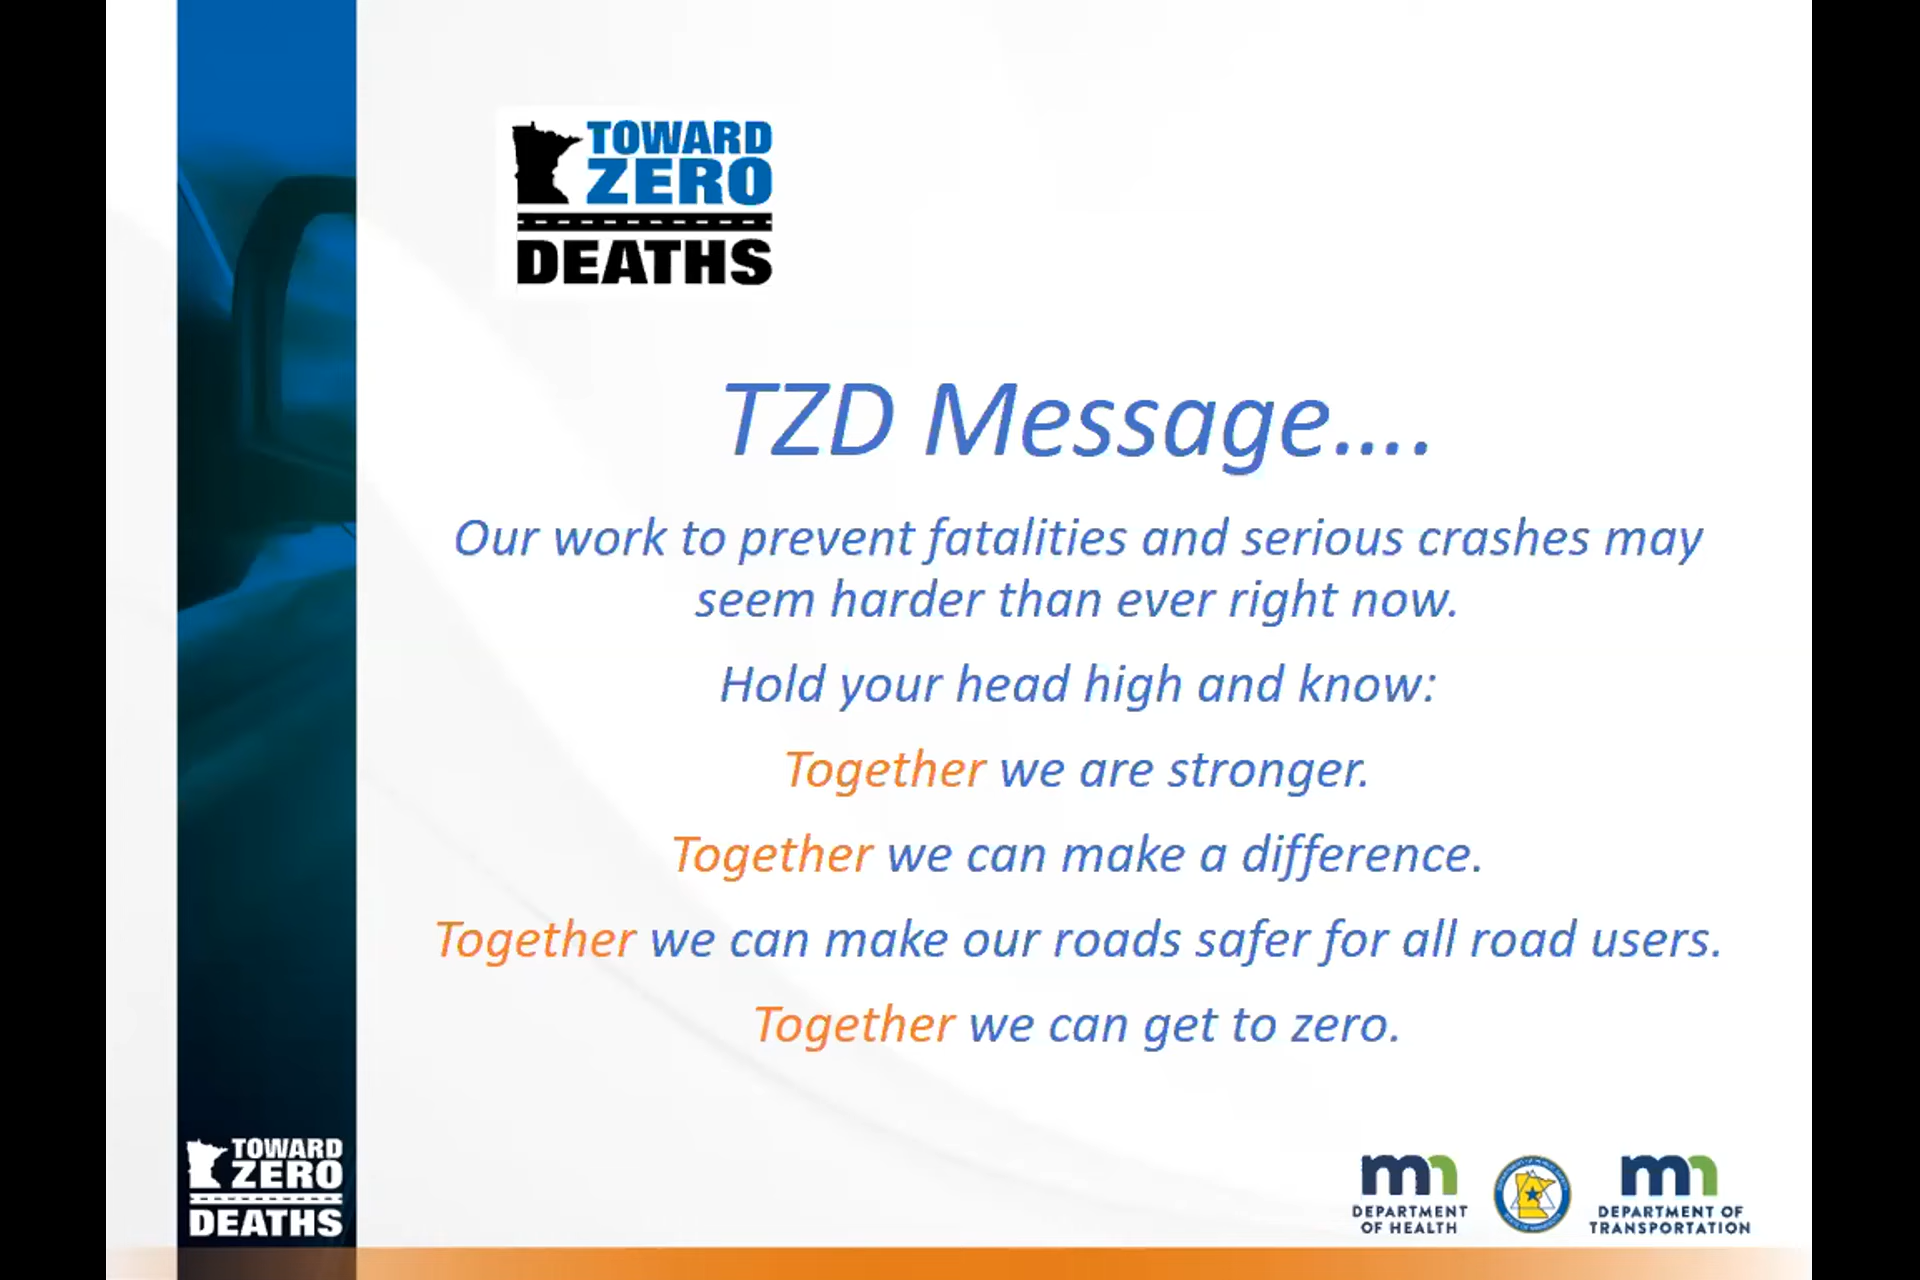 TOWARD
ZERO
DEATHS
TZD Message....
Our work to prevent fatalities and serious crashes may
seem harder than ever right now.
Hold your head high and know:
Together we are stronger.
Together we can make a difference.
Together we can make our roads safer for all road users.
Together we can get to zero.
TOWARD
ZERO
DEATHS
mn
DEPARTMENT
OF HEALTH
mn
DEPARTMENT OF
TRANSPORTATION